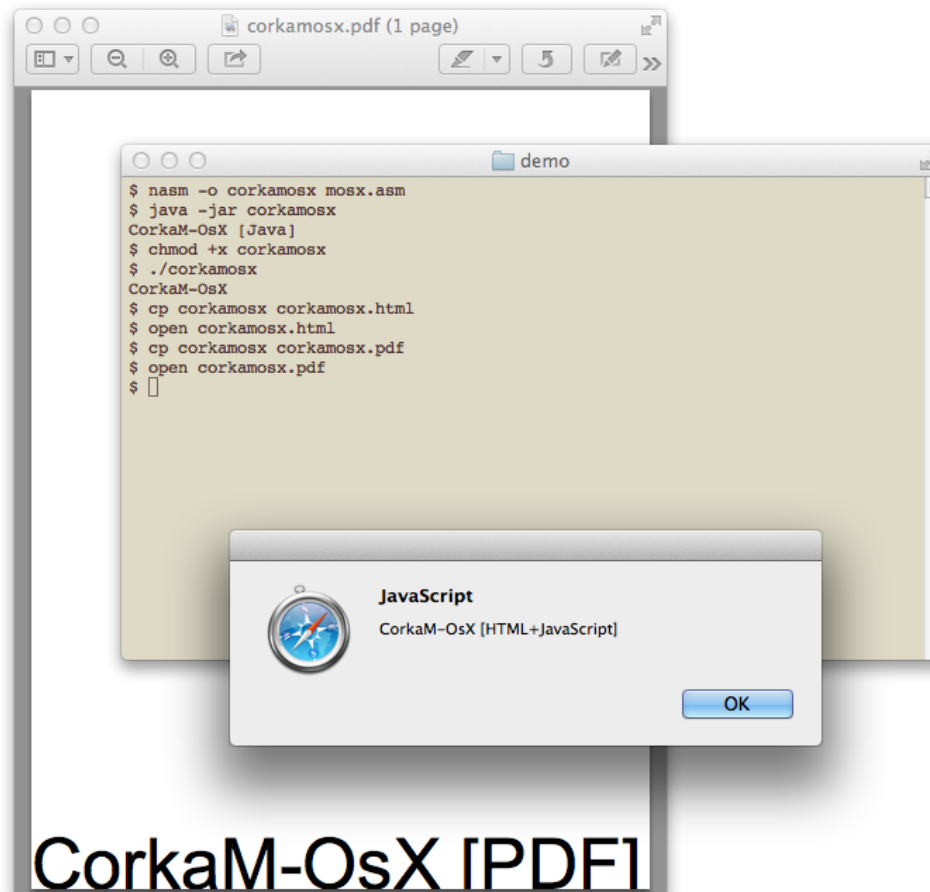 corkamosx.pdf (1 page)
demo
$ nasm -o corkamosx mosx.asm
$ java -jar corkamosx
CorkaM-OsX [Java]
$ chmod +x corkamosx
$ ./corkamosx
CorkaM-OsX
$ cp corkamosx corkamosx.html
$ open corkamosx.html
$ cp corkamosx corkamosx.pdf
$ open corkamosx.pdf
$
JavaScript
CorkaM-OsX [HTML+JavaScript]
OK
CorkaM-OsX [PDF]